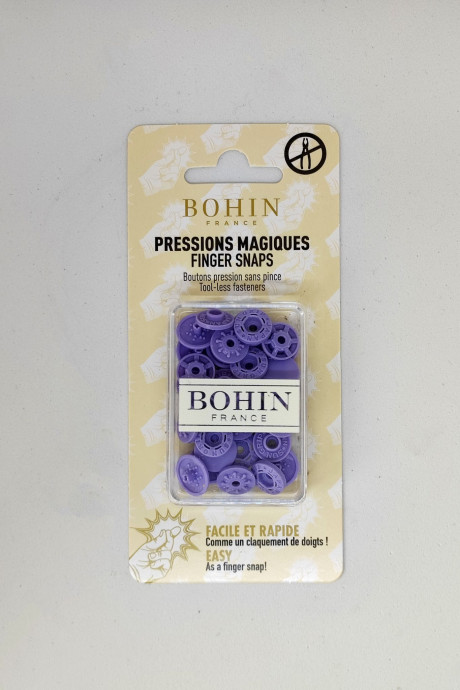 BOHIN
FRANCE
PRESSIONS MAGIQUES
FINGER SNAPS
Boutons pression sans pince
Tool-less fasteners
BOHIN
FRANCE
FACILE ET RAPIDE
Comme un claquement de doigts !
EASY
As a finger snap!